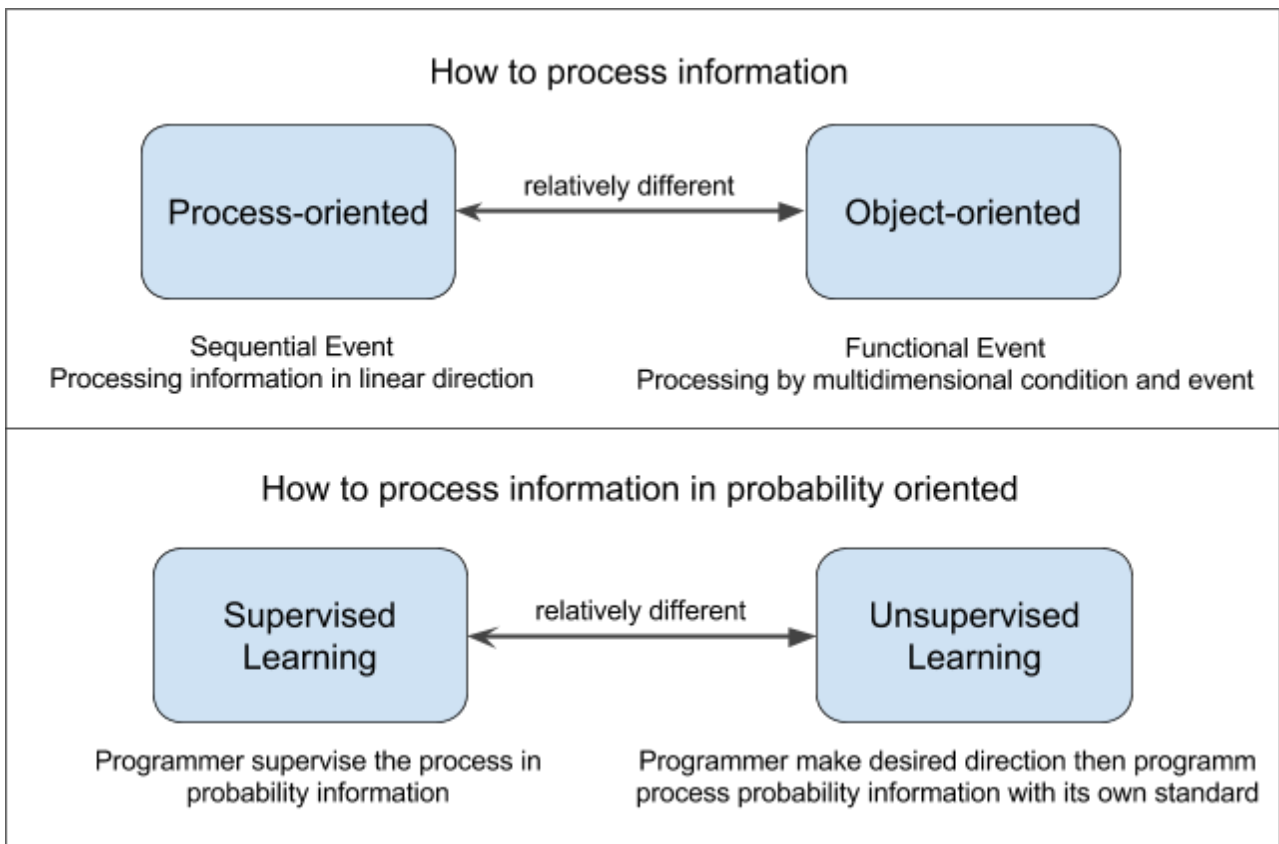 How to process information
Process-oriented
relatively different
Object-oriented
Sequential Event
Processing information in linear direction
Functional Event
Processing by multidimensional condition and event
How to process information in probability oriented
Supervised
Learning
relatively different
Unsupervised
Learning
Programmer supervise the process in
probability information
Programmer make desired direction then programm
process probability information with its own standard